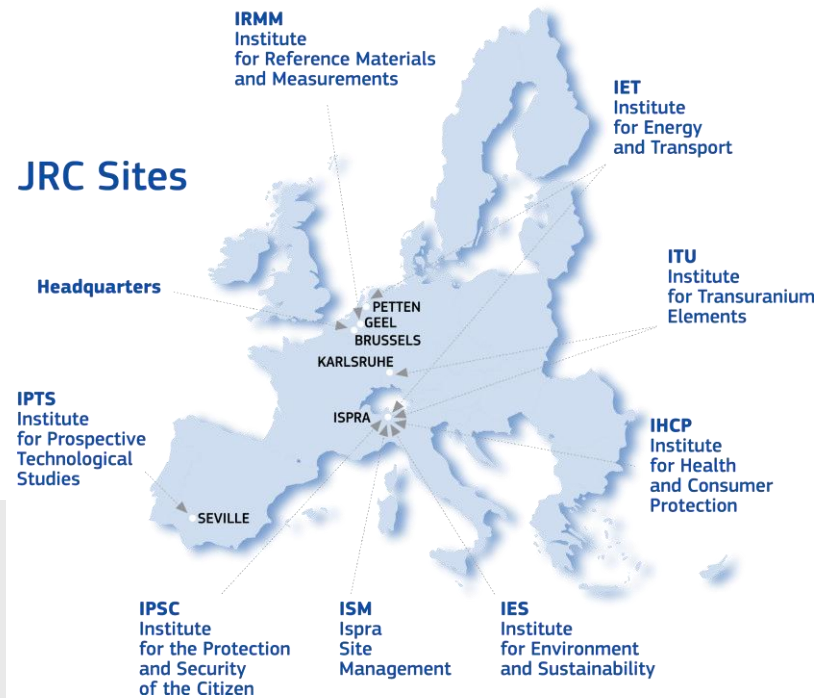 IRMM
Institute
for Reference Materials
and Measurements
IET
Institute
for Energy
and Transport
JRC Sites
ITU
Institute
for Transuranium
Elements
Headquarters
PETTEN
GEEL
BRUSSELS
KARLSRUHE
IPTS
Institute
for Prospective
Technological
Studies
ISPRA
IHCP
Institute
for Health
and Consumer
Protection
SEVILLE
IPSC
Institute
for the Protection
and Security
of the Citizen
ISM
Ispra
Site
Management
IES
Institute
for Environment
and Sustainability